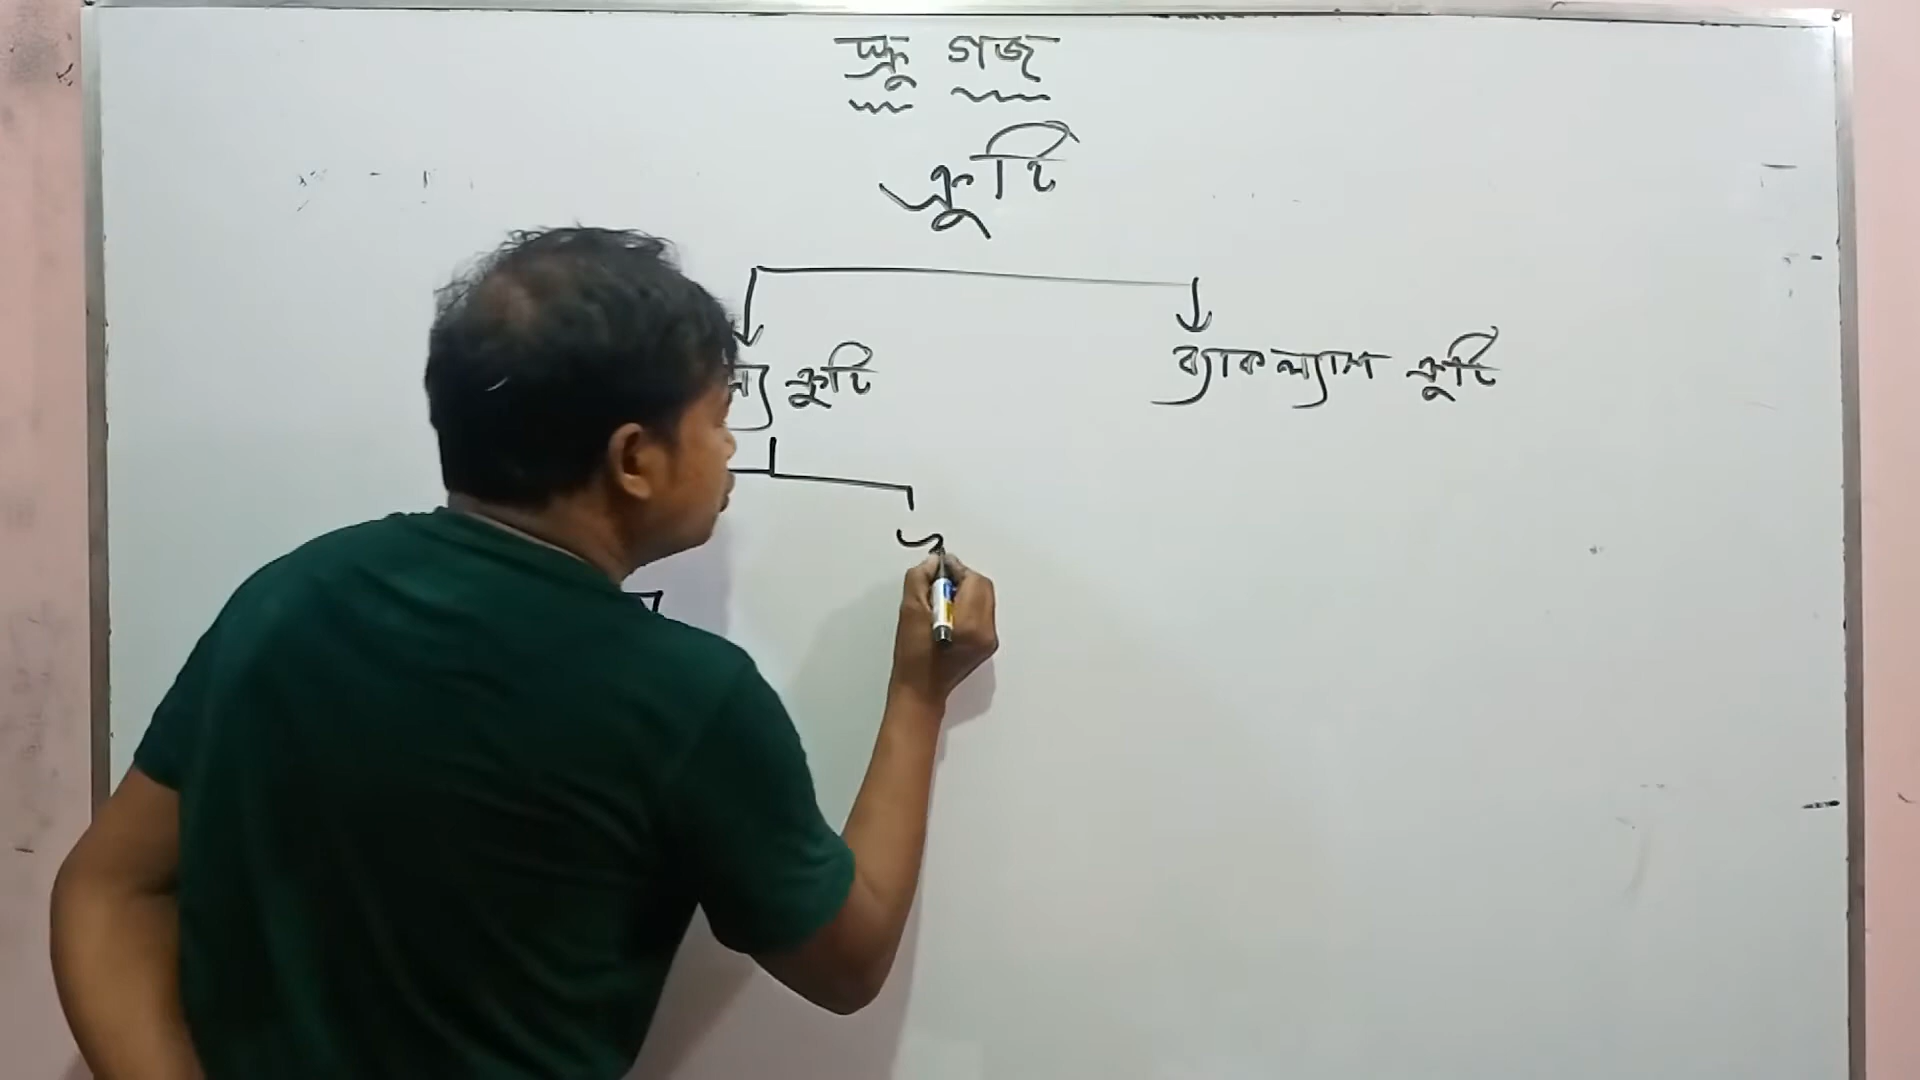 স্ক্রু গজ
ত্রুটি
ত্রুটি ব্যাকল্যাশ ত্রুটি